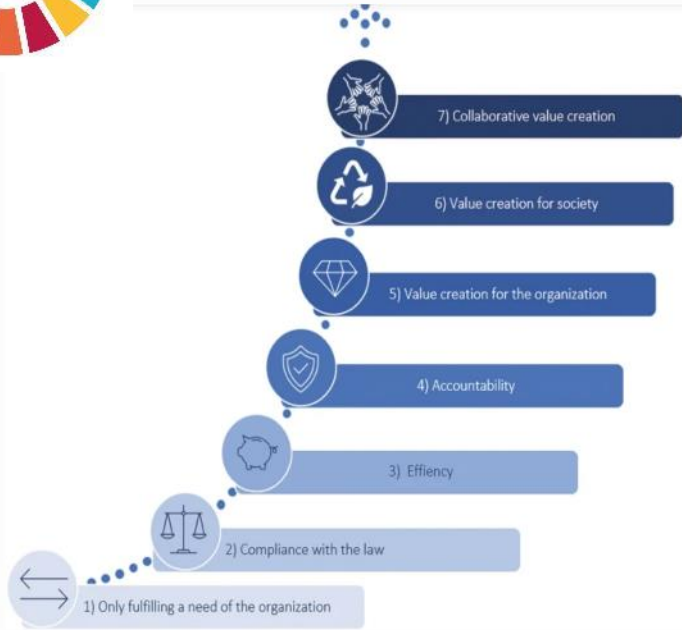 7) Collaborative value creation
6) Value creation for society
5) Value creation for the organization
4) Accountability
3) Effiency
2) Compliance with the law
1) Only fulfilling a need of the organization